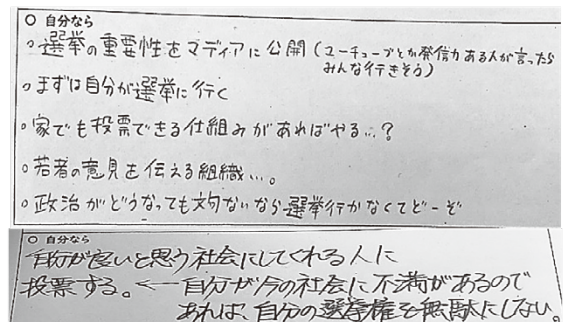 ○ 自分なら
○選挙の重要性をマディアに公開(ユーチューブとか発信力ある人が言ったら
みんな行きそう)
○まずは自分が選挙に行く
○家でも投票できる仕組みがあればやる...?
○若者の意見を伝える組織...。
○政治がどうなっても文句ないなら選挙行かなくてどーぞ
○ 自分なら
自分が良いと思う社会にしてくれる人に
投票する。←自分が今の社会に不満があるので
あれば、自分の選挙権を無駄にしない。